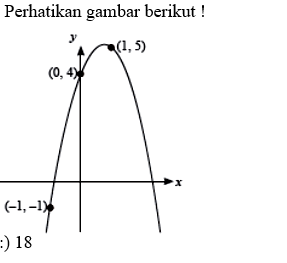 Perhatikan gambar berikut !
y
(1, 5)
(0, 4)
x
(–1, –1)
:) 18